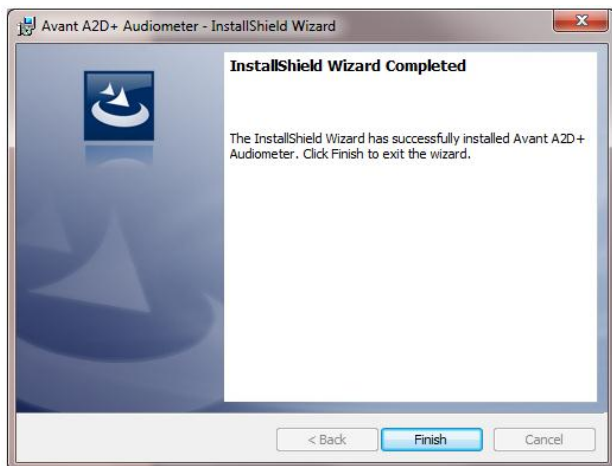 Avant A2D+ Audiometer - InstallShield Wizard
InstallShield Wizard Completed
The InstallShield Wizard has successfully installed Avant A2D+
Audiometer. Click Finish to exit the wizard.
< Back
Finish
Cancel